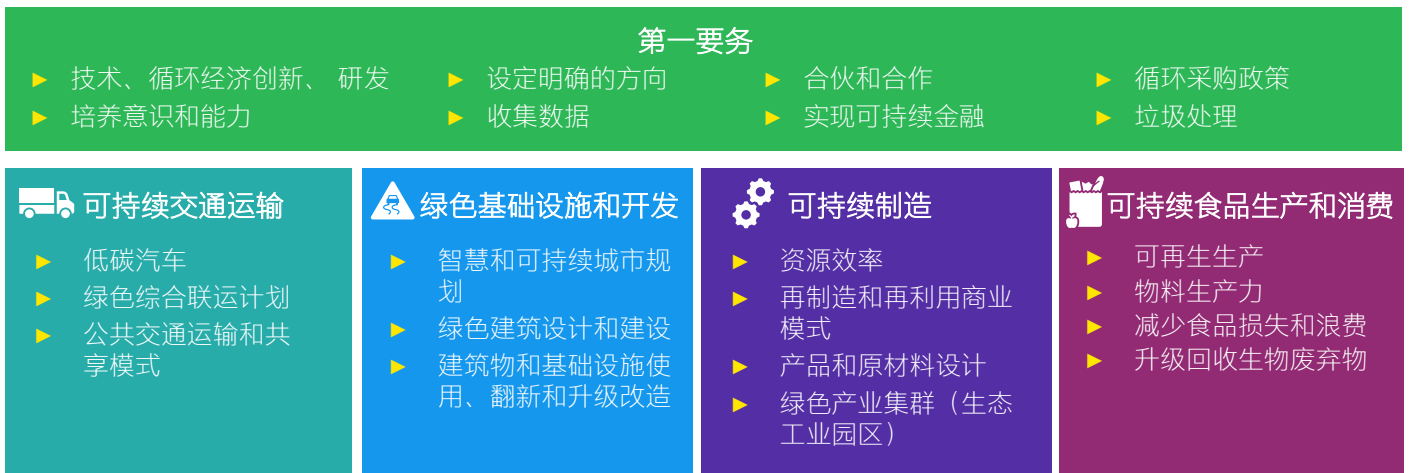 第一要务
► 技术、循环经济创新、 研发
► 培养意识和能力
► 设定明确的方向
► 收集数据
► 合伙和合作
► 实现可持续金融
► 循环采购政策
► 垃圾处理
可持续交通运输
► 低碳汽车
► 绿色综合联运计划
► 公共交通运输和共
享模式
绿色基础设施和开发
► 智慧和可持续城市规
划
► 绿色建筑设计和建设
► 建筑物和基础设施使
用、翻新和升级改造
可持续制造
► 资源效率
► 再制造和再利用商业
模式
► 产品和原材料设计
► 绿色产业集群（生态
工业园区）
可持续食品生产和消费
► 可再生生产
► 物料生产力
► 减少食品损失和浪费
► 升级回收生物废弃物